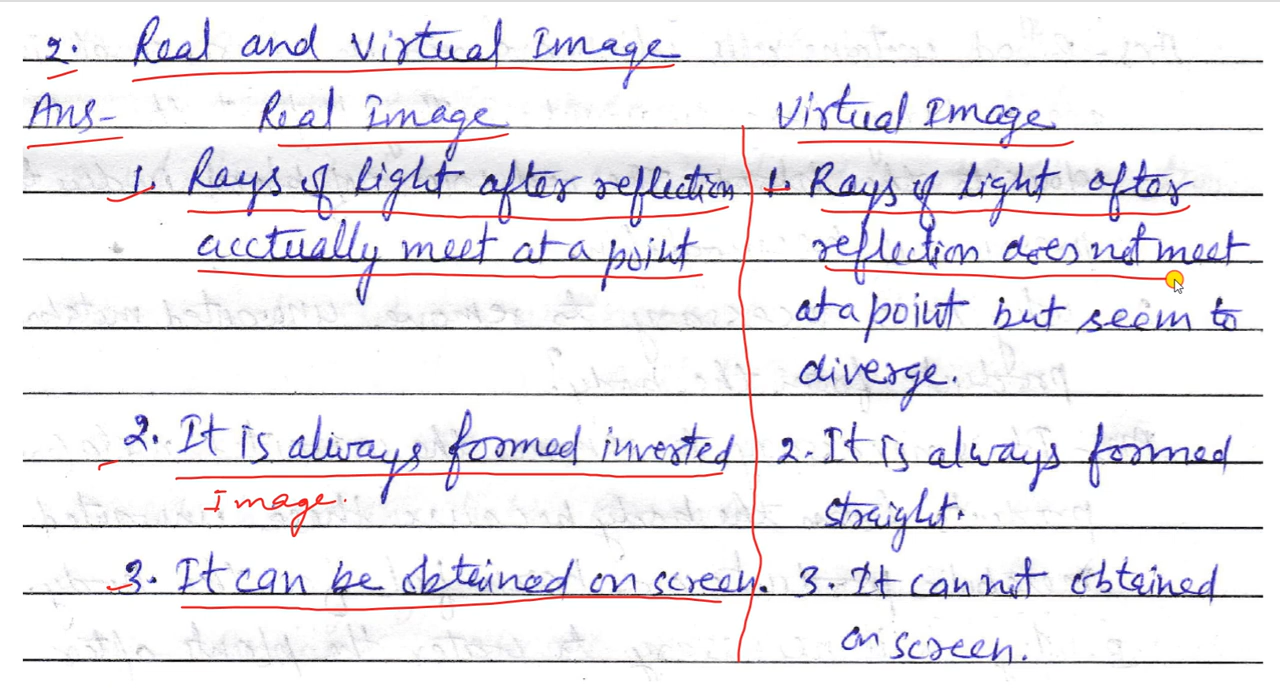 2. Real and Virtual Image
Ans- Real Image Virtual Image
1. Rays of light after reflection 1. Rays of light after
acctually meet at a point reflection does not meet
at a point but seem to
diverge.
2. It is always formed inverted 2. It is always formed
Image. straight.
3. It can be obtained on screen. 3. It can not obtained
on screen.